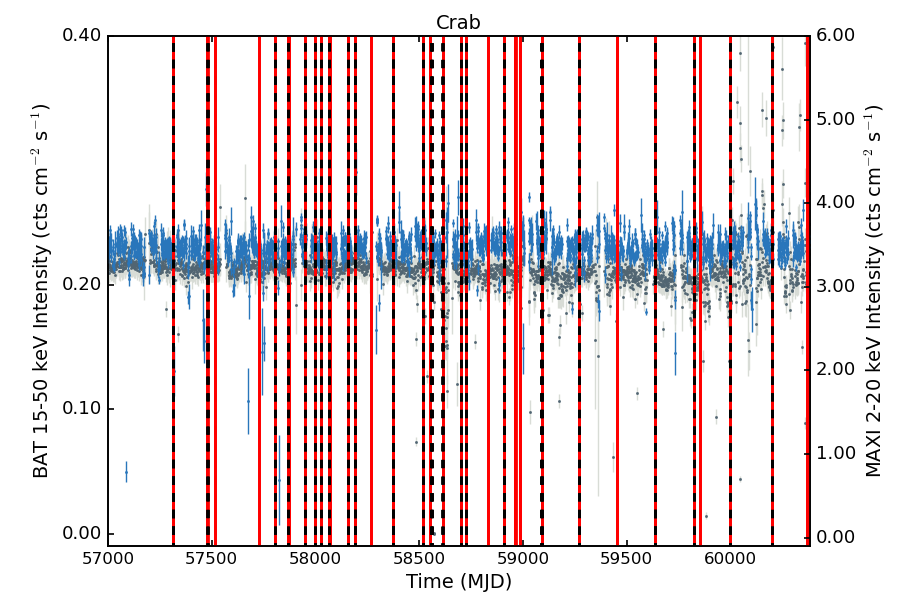 Crab
0.40
0.20
0.10
0.00
BAT 15-50 keV Intensity (cts cm⁻² s⁻¹)
6.00
5.00
4.00
3.00
2.00
1.00
0.00
MAXI 2-20 keV Intensity (cts cm⁻² s⁻¹)
57000 57500 58000 58500 59000 59500 60000
Time (MJD)